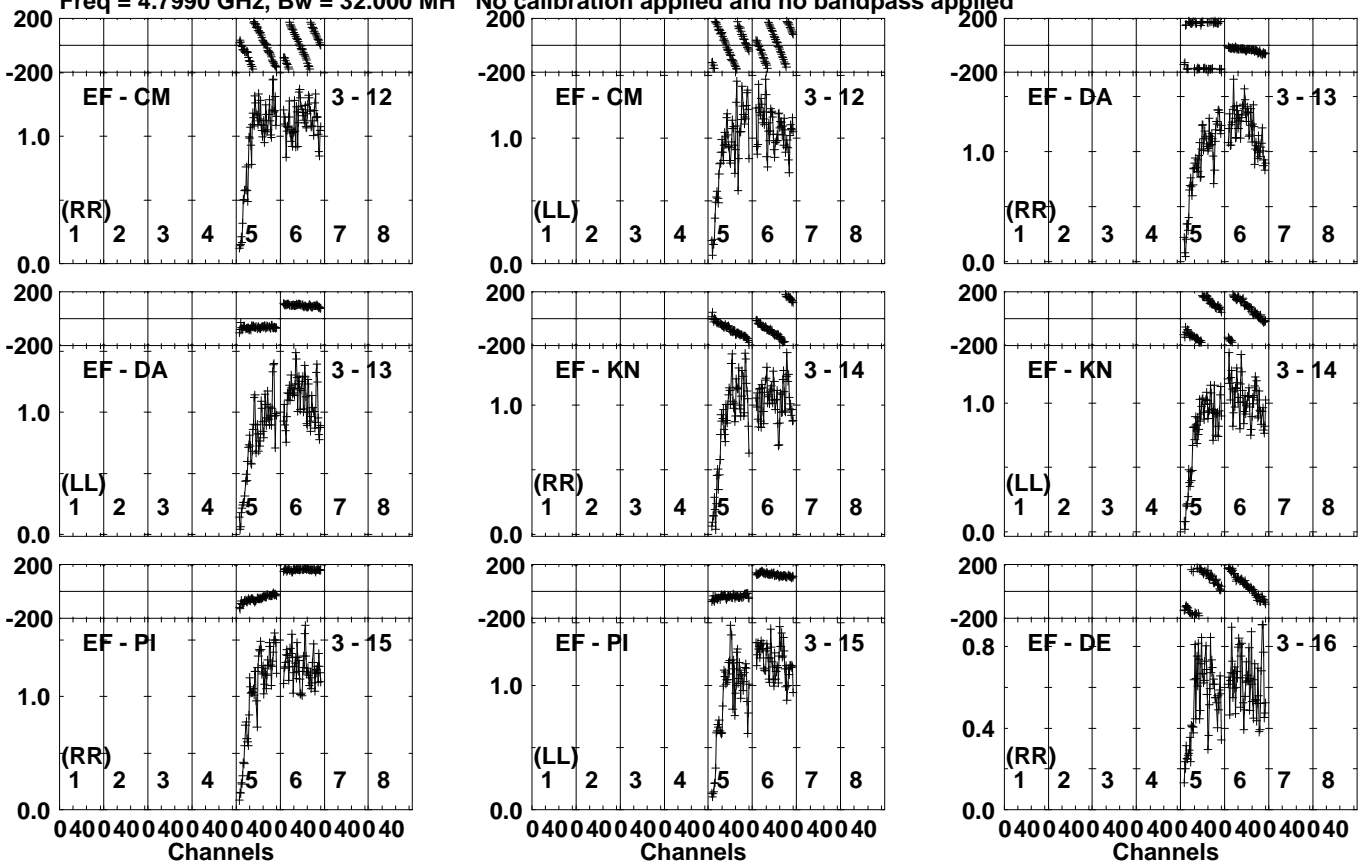 Freq = 4.7990 GHz, Bw = 32.000 MH No calibration applied and no bandpass applied
200
-200
EF - CM 3 - 12
1.0
(RR)
1 2 3 4 5 6 7 8
0.0
200
-200
EF - CM 3 - 12
1.0
(LL)
1 2 3 4 5 6 7 8
0.0
200
-200
EF - DA 3 - 13
1.0
(RR)
1 2 3 4 5 6 7 8
0.0
200
-200
EF - DA 3 - 13
1.0
(LL)
1 2 3 4 5 6 7 8
0.0
200
-200
EF - KN 3 - 14
1.0
(RR)
1 2 3 4 5 6 7 8
0.0
200
-200
EF - KN 3 - 14
1.0
(LL)
1 2 3 4 5 6 7 8
0.0
200
-200
EF - PI 3 - 15
1.0
(RR)
1 2 3 4 5 6 7 8
0.0
0 40 0 40 0 40 0 40 0 40 0 40 0 40 0 40
Channels
200
-200
EF - PI 3 - 15
1.0
(LL)
1 2 3 4 5 6 7 8
0.0
0 40 0 40 0 40 0 40 0 40 0 40 0 40 0 40
Channels
200
-200
EF - DE 3 - 16
0.8
0.4
(RR)
1 2 3 4 5 6 7 8
0.0
0 40 0 40 0 40 0 40 0 40 0 40 0 40 0 40
Channels